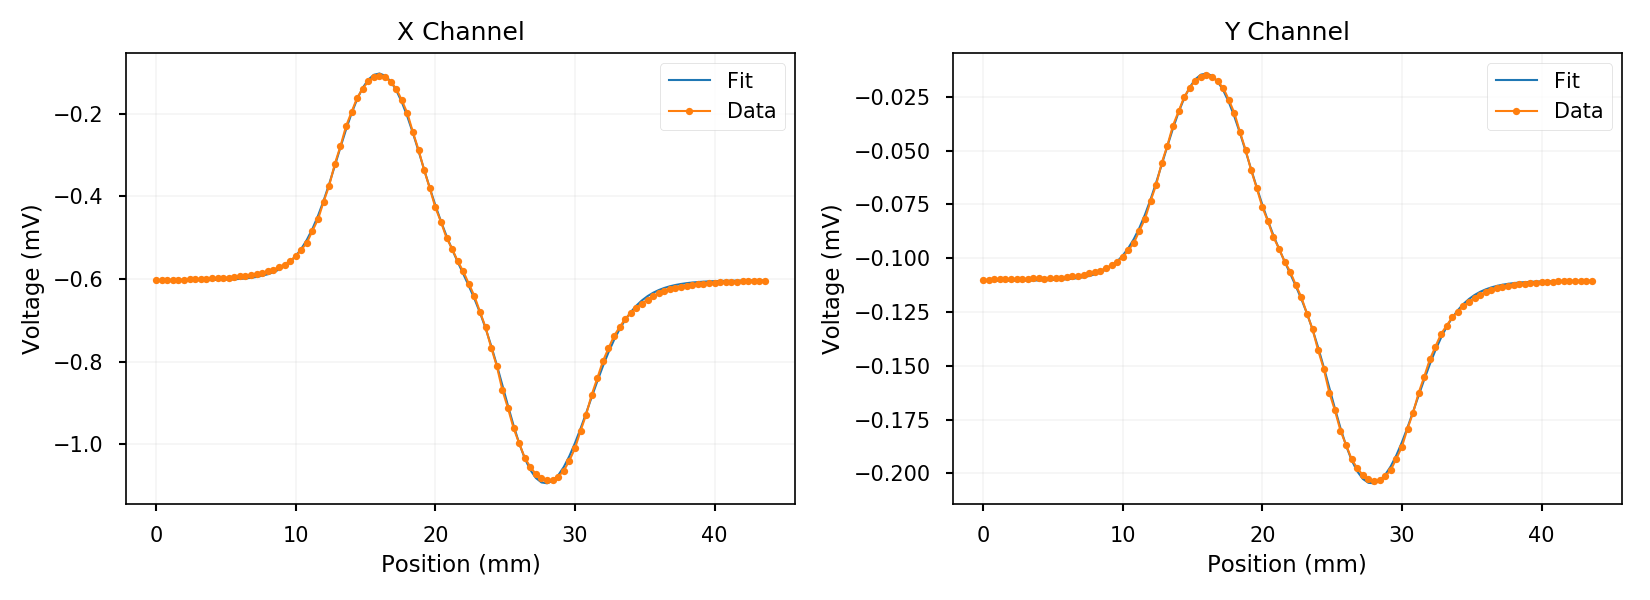 X Channel
Voltage (mV)
−0.2
−0.4
−0.6
−0.8
−1.0
Fit
Data
0 10 20 30 40
Position (mm)
Y Channel
Voltage (mV)
−0.025
−0.050
−0.075
−0.100
−0.125
−0.150
−0.175
−0.200
Fit
Data
0 10 20 30 40
Position (mm)